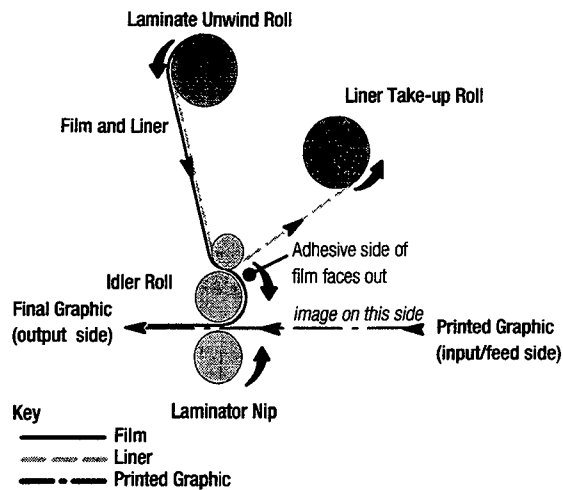 Laminate Unwind Roll
Liner Take-up Roll
Film and Liner
Adhesive side of
film faces out
Idler Roll
Final Graphic
(output side)
image on this side
Printed Graphic
(input/feed side)
Laminator Nip
Key
Film
Liner
Printed Graphic